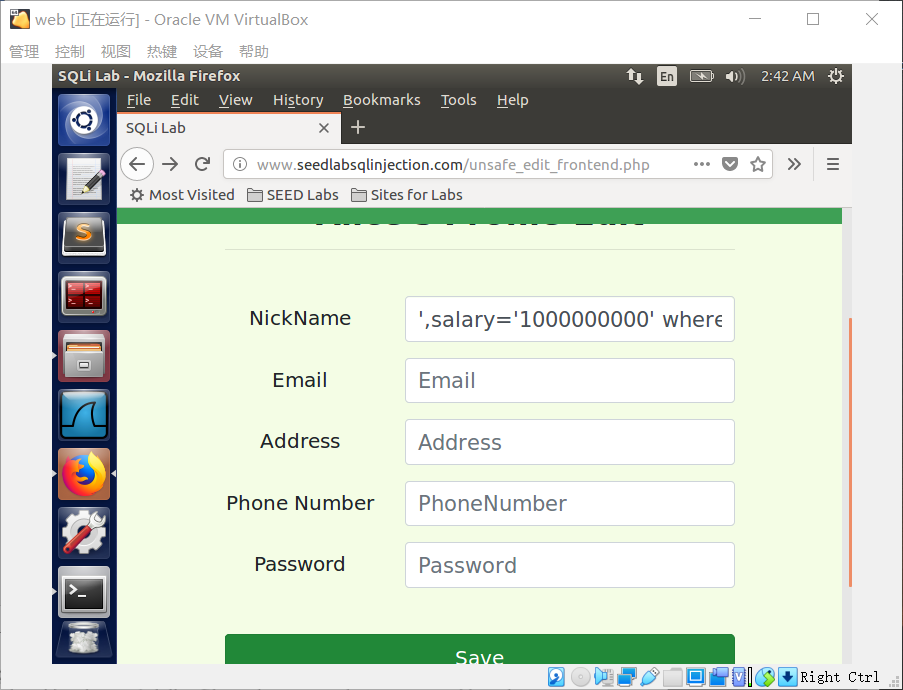 web [正在运行] - Oracle VM VirtualBox
管理 控制 视图 热键 设备 帮助
SQLi Lab - Mozilla Firefox En 2:42 AM
File Edit View History Bookmarks Tools Help
SQLi Lab
www.seedlabsqlinjection.com/unsafe_edit_frontend.php
Most Visited SEED Labs Sites for Labs
NickName ',salary='1000000000' where
Email Email
Address Address
Phone Number PhoneNumber
Password Password
Save
Right Ctrl